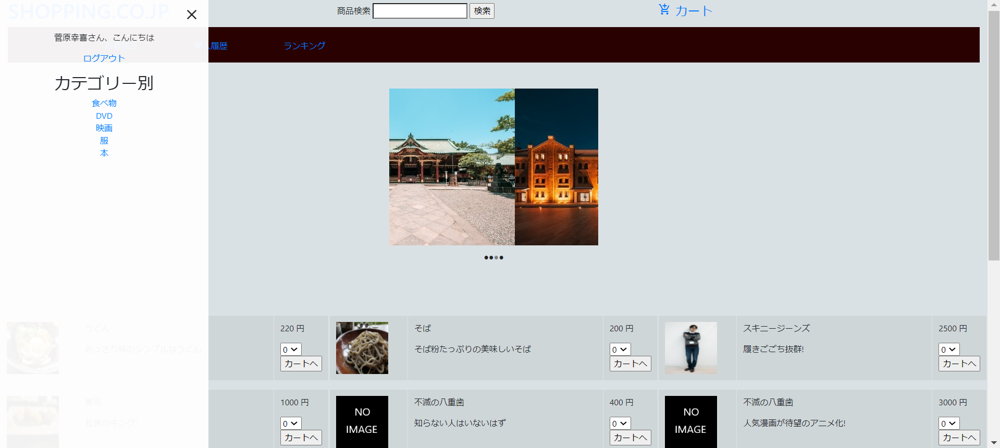 SHOPPING.CO.JP
商品検索
検索
カート
菅原幸喜さん、こんにちは
ログアウト
入履歴
ランキング
カテゴリー別
食べ物
DVD
映画
服
本
うどん
あっさり味のシンプルなうどん
220 円
0
カートへ
そば
そば粉たっぷりの美味しいそば
200 円
0
カートへ
スキニージーンズ
履きごごち抜群!
2500 円
0
カートへ
寿司
和食のキング!
1000 円
0
カートへ
NO
IMAGE
不滅の八重歯
知らない人はいないはず
400 円
0
カートへ
NO
IMAGE
不滅の八重歯
人気漫画が待望のアニメ化!
3000 円
0
カートへ